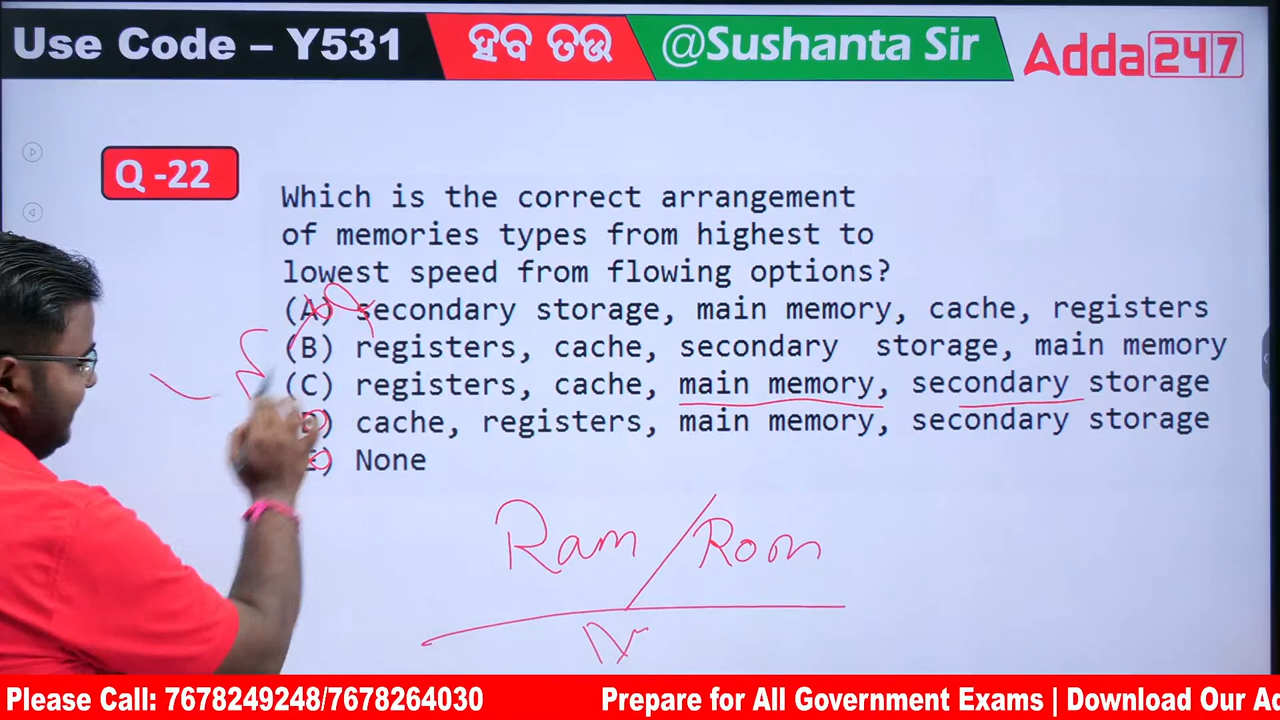 Use Code – Y531
ହବ ତଉ
@Sushanta Sir
Adda247
Q -22
Which is the correct arrangement
of memories types from highest to
lowest speed from flowing options?
(A) secondary storage, main memory, cache, registers
(B) registers, cache, secondary storage, main memory
(C) registers, cache, main memory, secondary storage
(D) cache, registers, main memory, secondary storage
(E) None
Ram/Rom
Please Call: 7678249248/7678264030
Prepare for All Government Exams | Download Our Ad